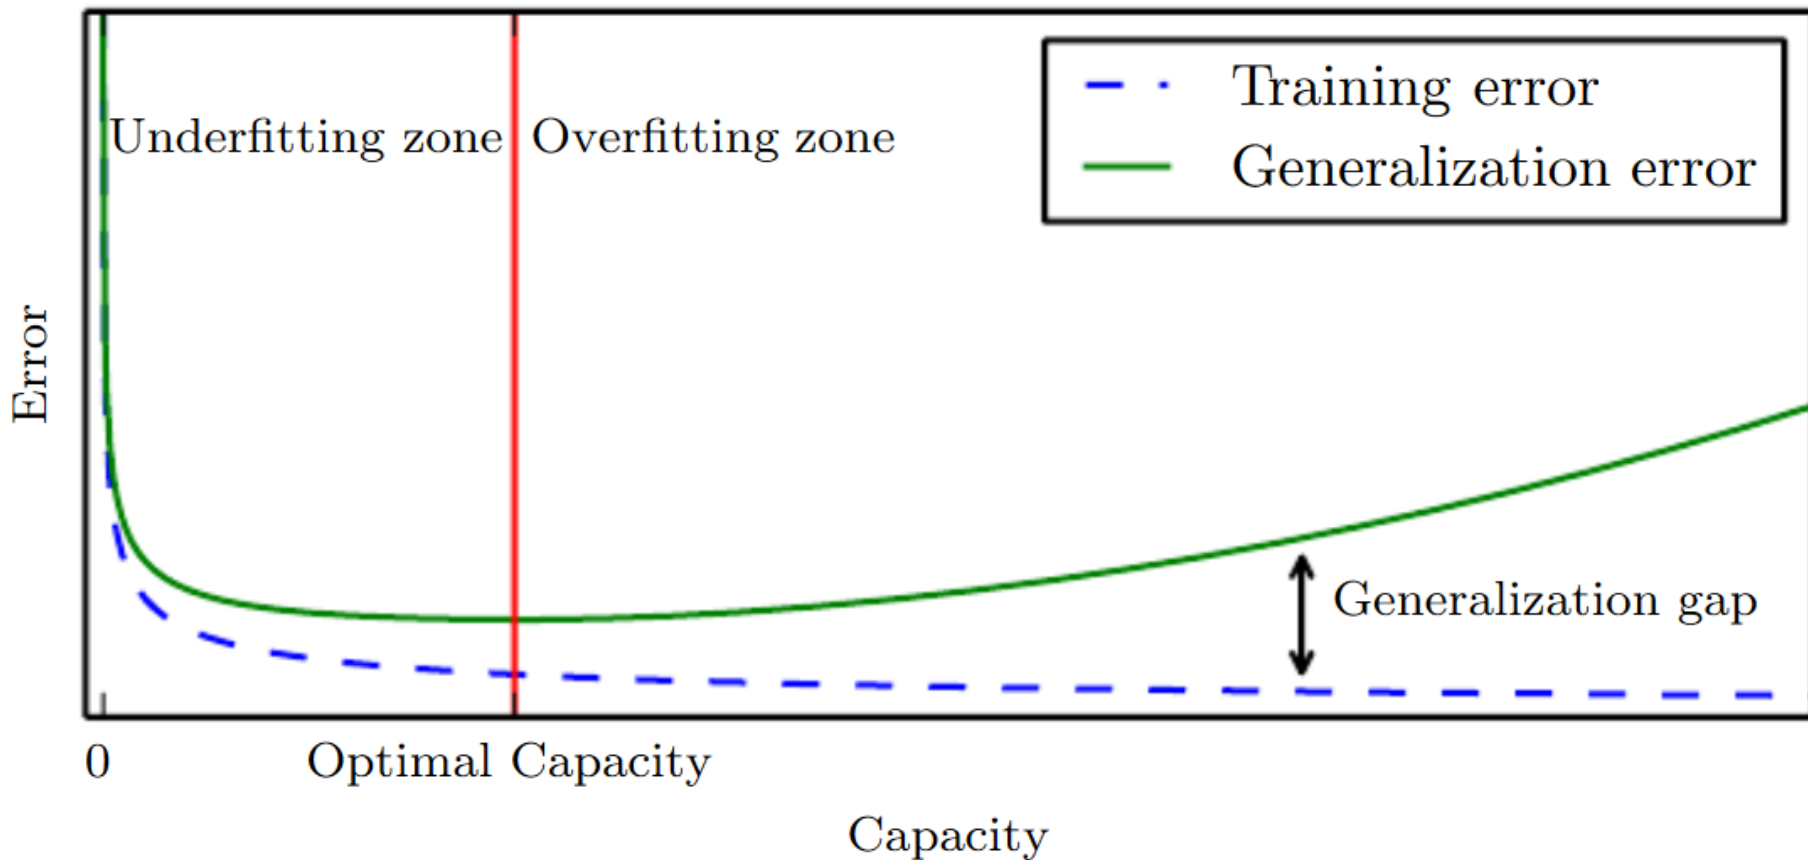 Training error
Generalization error
Underfitting zone
Overfitting zone
Error
Generalization gap
0
Optimal Capacity
Capacity